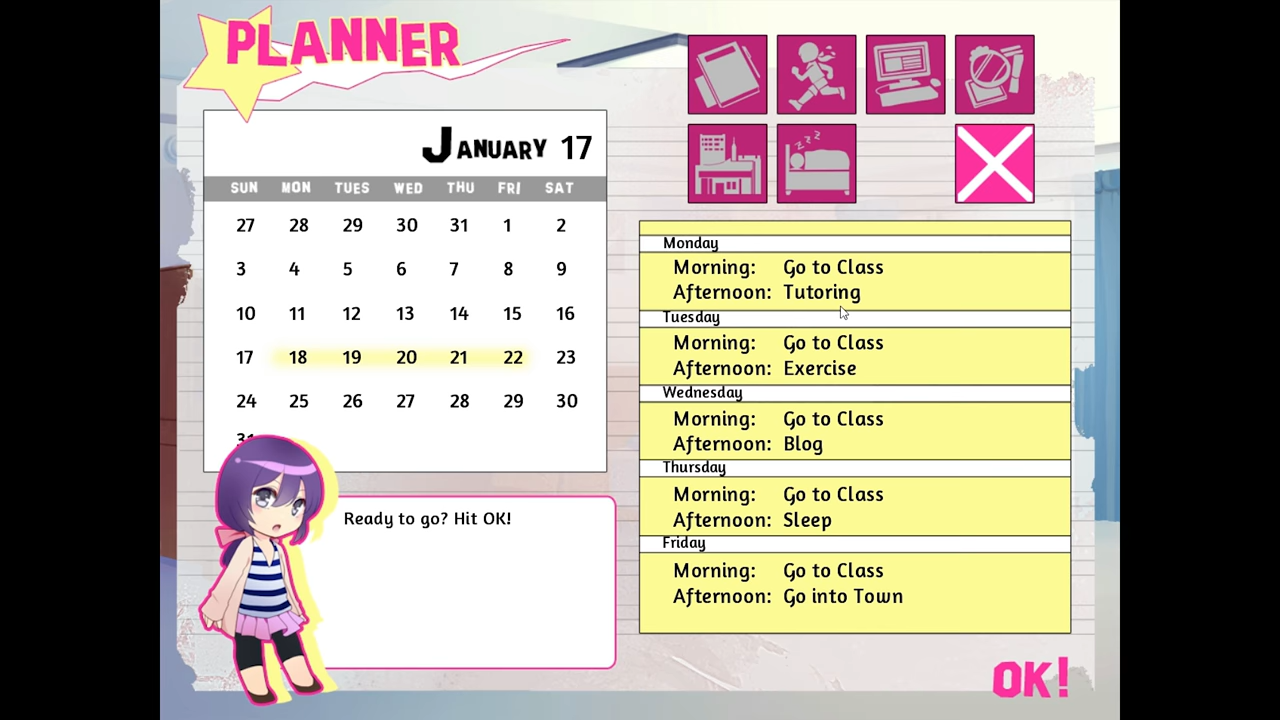 PLANNER
JANUARY 17
SUN MON TUES WED THU FRI SAT
27 28 29 30 31 1 2
3 4 5 6 7 8 9
10 11 12 13 14 15 16
17 18 19 20 21 22 23
24 25 26 27 28 29 30
31
Ready to go? Hit OK!
zzz
Monday
Morning: Go to Class
Afternoon: Tutoring
Tuesday
Morning: Go to Class
Afternoon: Exercise
Wednesday
Morning: Go to Class
Afternoon: Blog
Thursday
Morning: Go to Class
Afternoon: Sleep
Friday
Morning: Go to Class
Afternoon: Go into Town
OK!